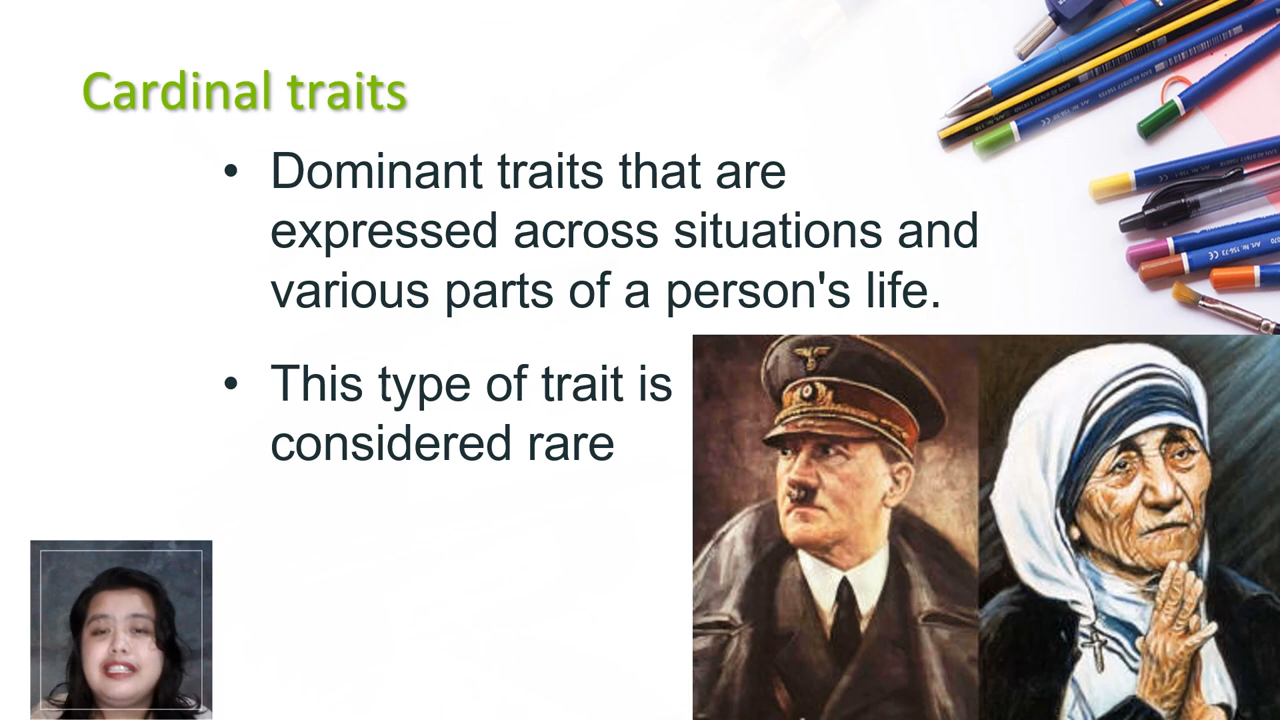 Cardinal traits
• Dominant traits that are
expressed across situations and
various parts of a person's life.
• This type of trait is
considered rare